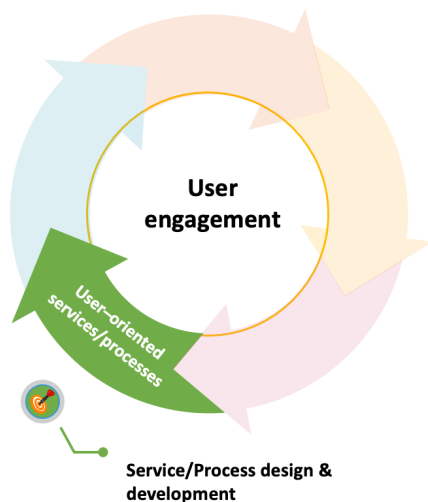 User
engagement
User–oriented
services/processes
Service/Process design &
development